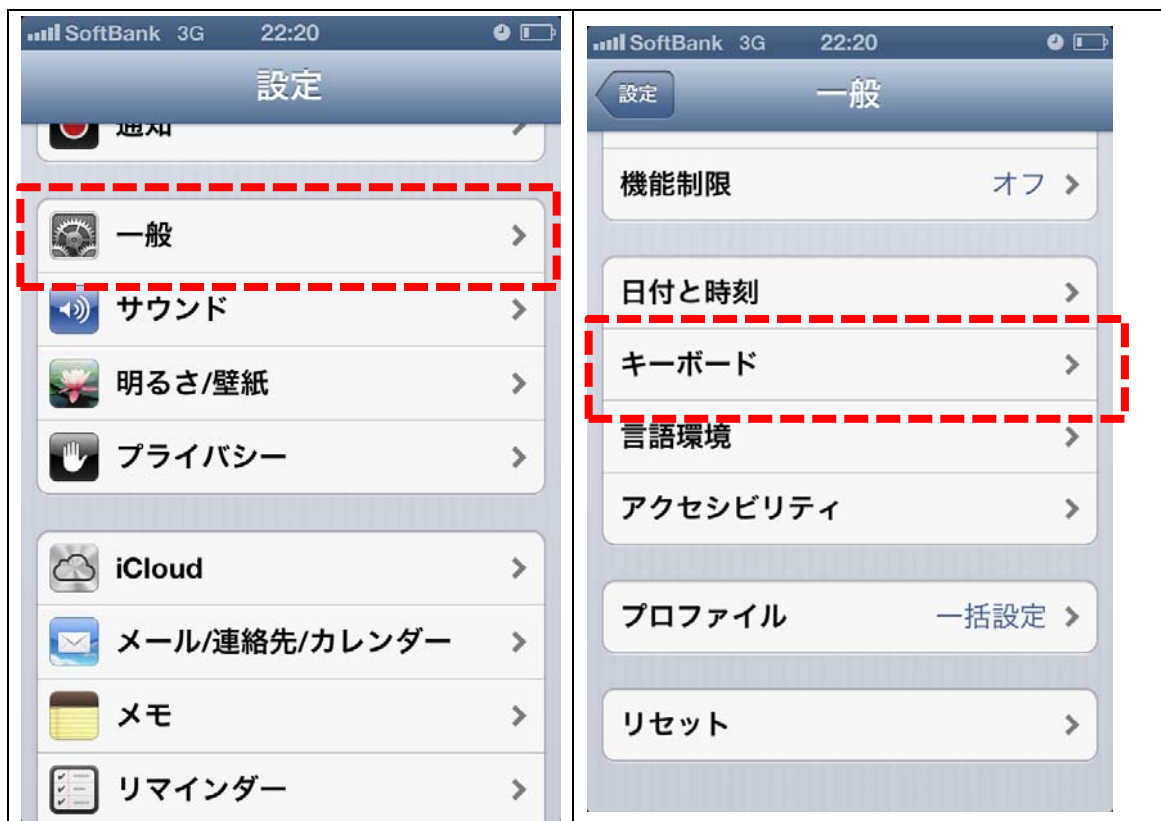 SoftBank 3G 22:20
設定
通知
一般
サウンド
明るさ/壁紙
プライバシー
iCloud
メール/連絡先/カレンダー
メモ
リマインダー
SoftBank 3G 22:20
設定 一般
機能制限 オフ
日付と時刻
キーボード
言語環境
アクセシビリティ
プロファイル 一括設定
リセット